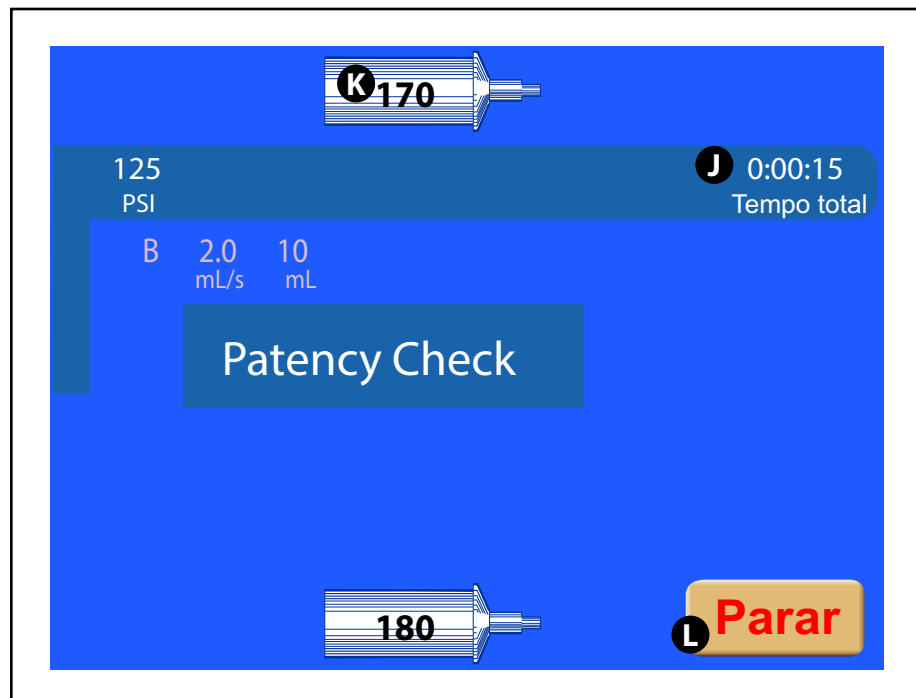 K 170
125 J 0:00:15
PSI Tempo total
B 2.0 10
mL/s mL
Patency Check
180
L Parar